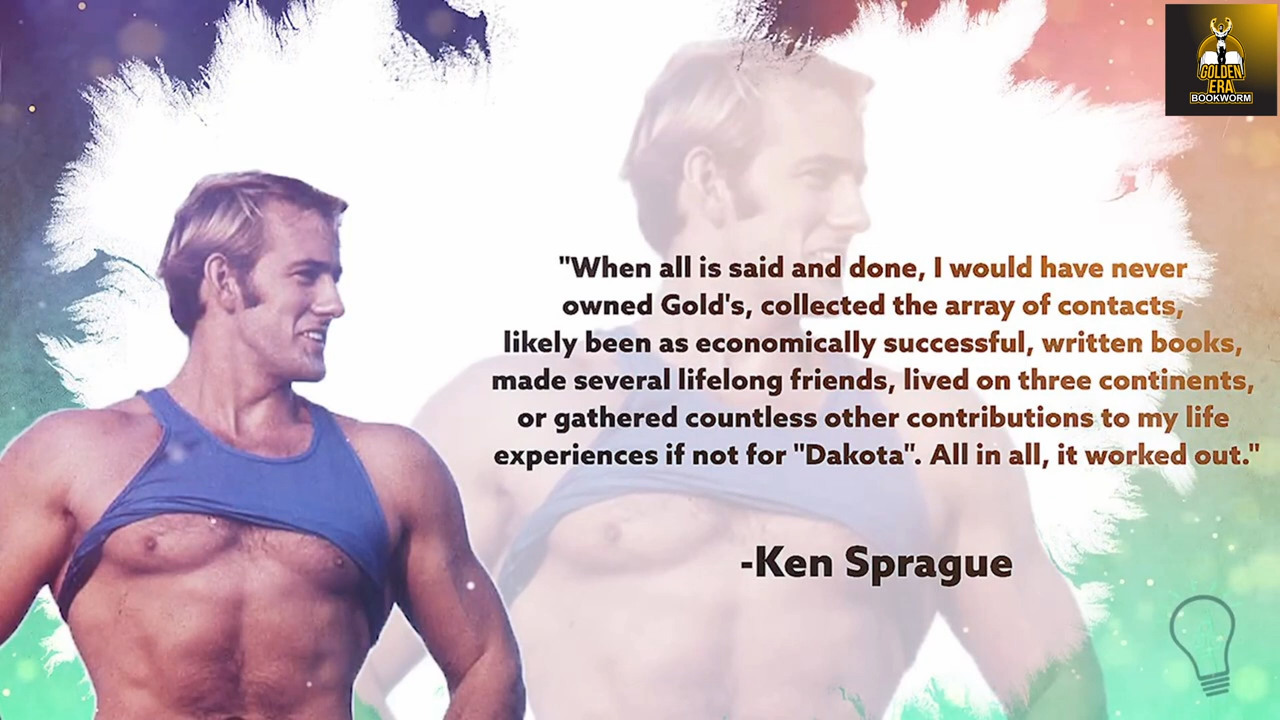 GOLDEN
ERA
BOOKWORM
"When all is said and done, I would have never
owned Gold's, collected the array of contacts,
likely been as economically successful, written books,
made several lifelong friends, lived on three continents,
or gathered countless other contributions to my life
experiences if not for "Dakota". All in all, it worked out."
-Ken Sprague